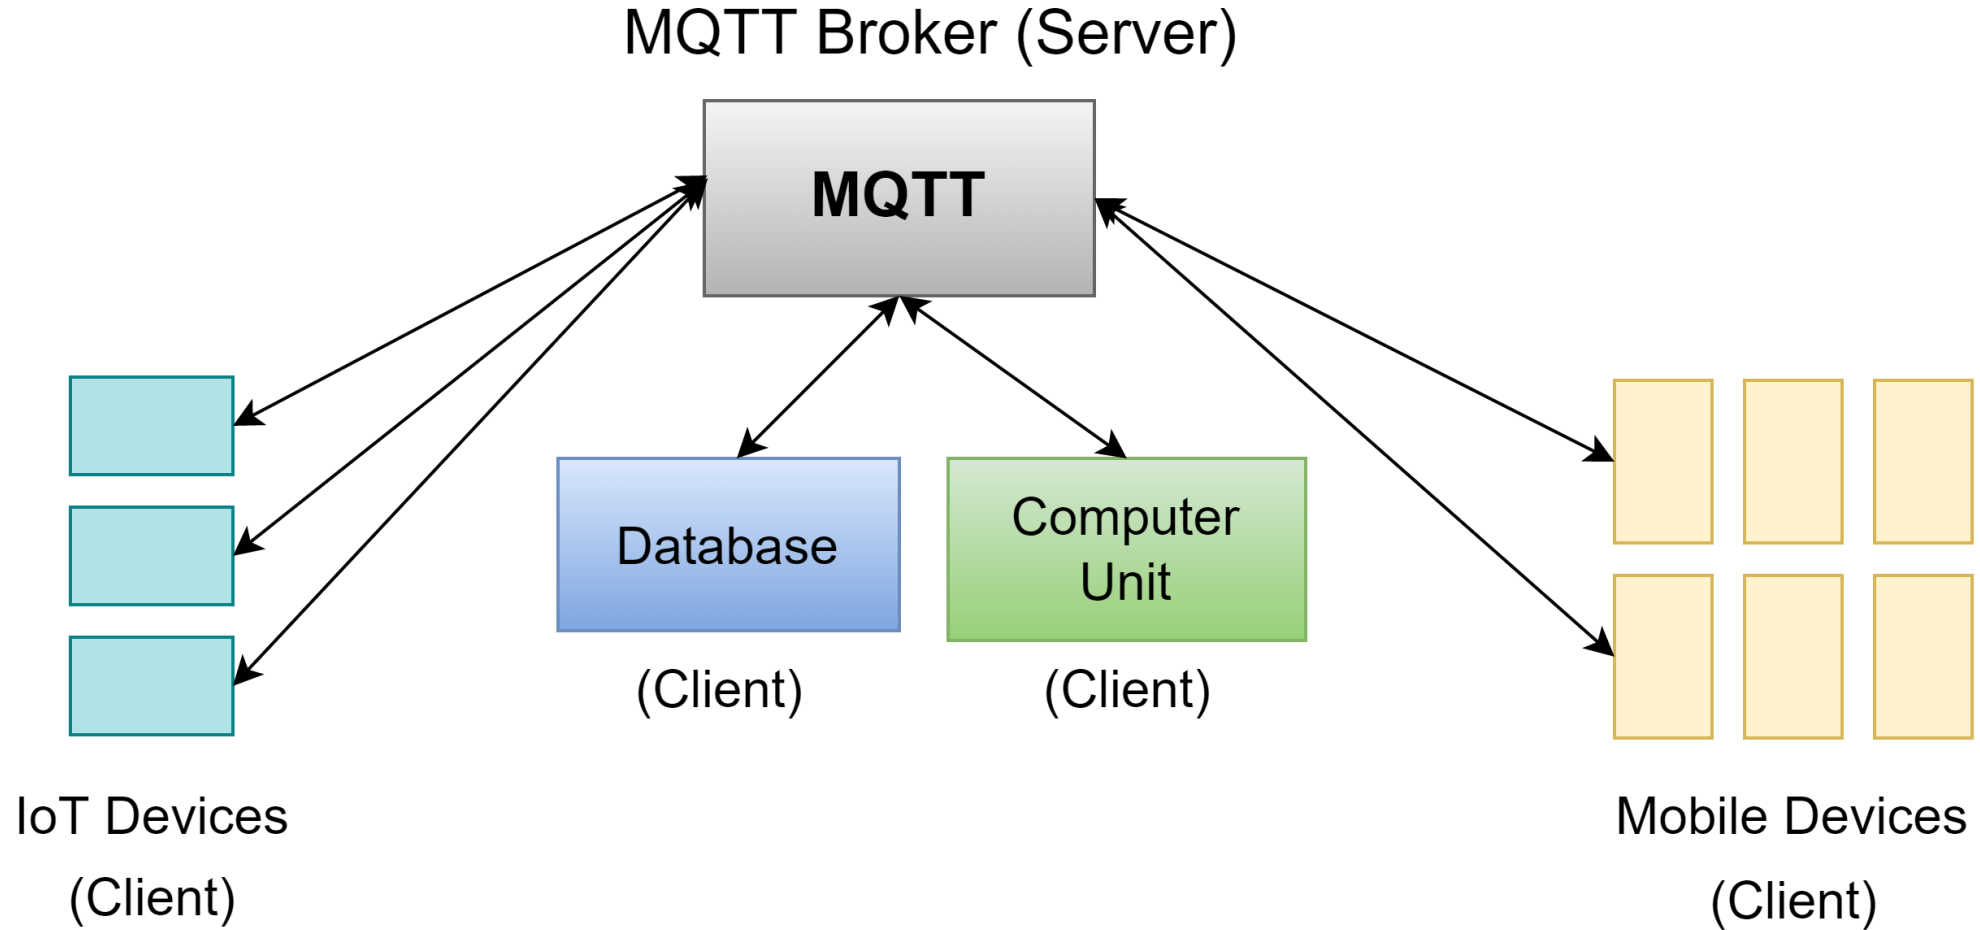 MQTT Broker (Server)
MQTT
Database
Computer
Unit
(Client)
(Client)
IoT Devices
(Client)
Mobile Devices
(Client)